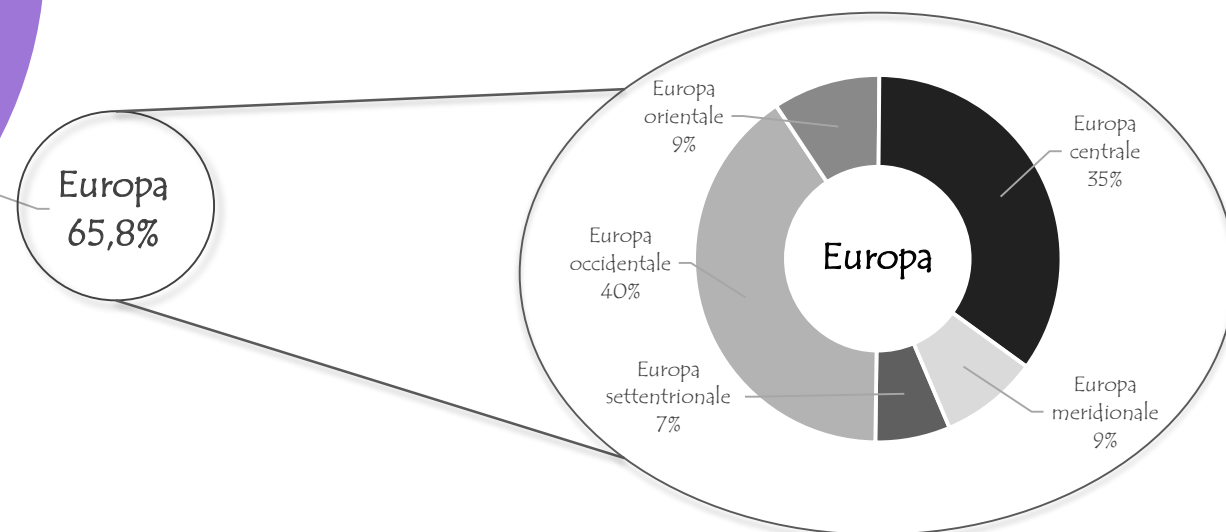 Europa
65,8%
Europa
orientale
9%
Europa
centrale
35%
Europa
occidentale
40%
Europa
Europa
settentrionale
7%
Europa
meridionale
9%